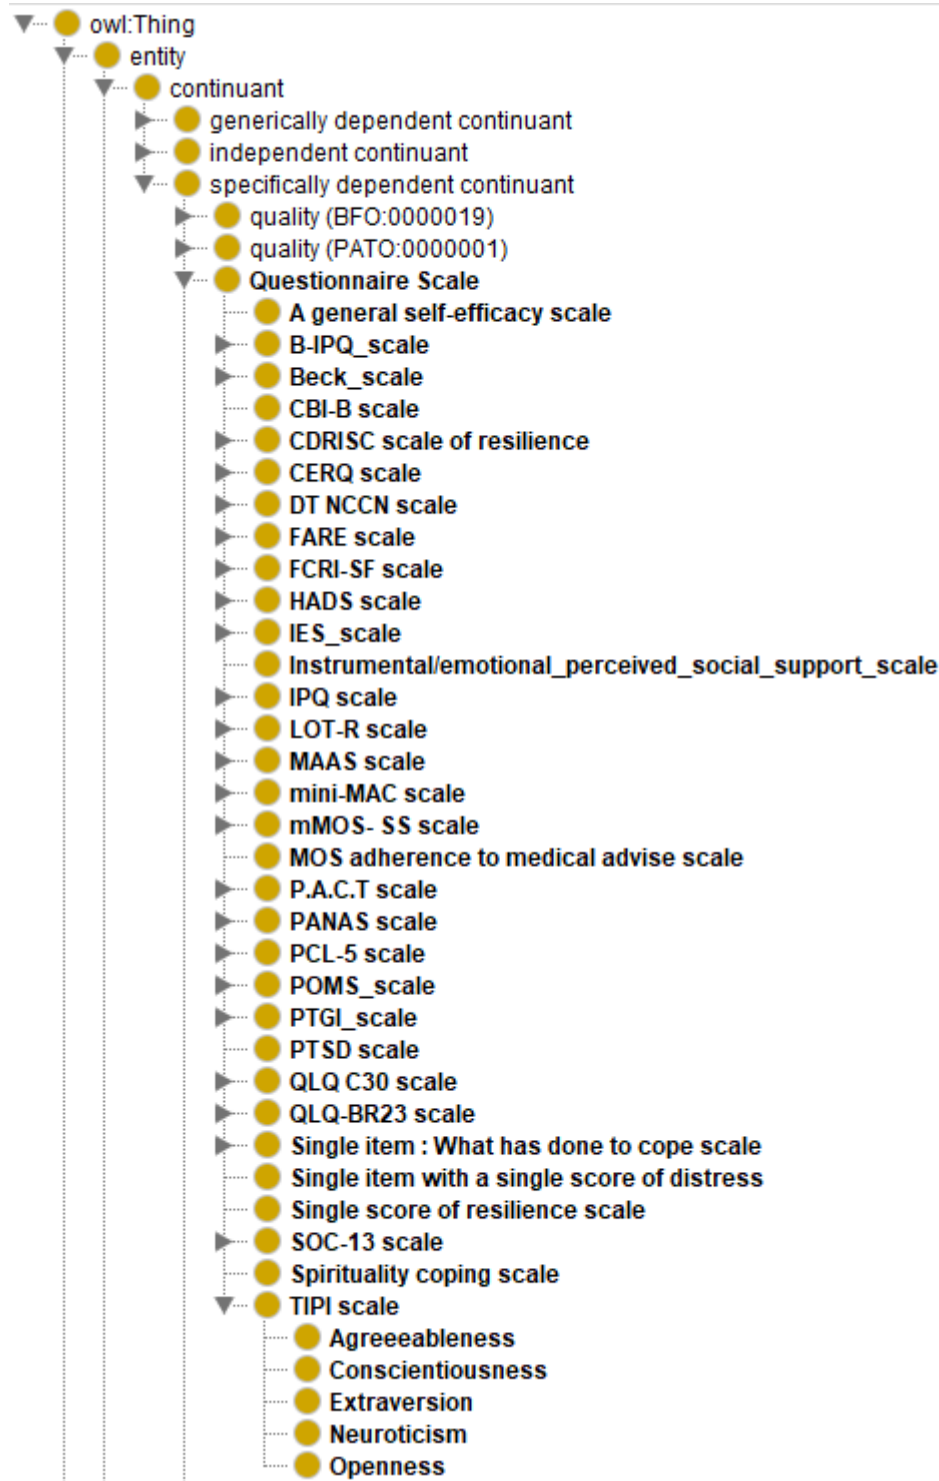 owl:Thing
entity
continuant
generically dependent continuant
independent continuant
specifically dependent continuant
quality (BFO:0000019)
quality (PATO:0000001)
Questionnaire Scale
A general self-efficacy scale
B-IPQ_scale
Beck_scale
CBI-B scale
CDRISC scale of resilience
CERQ scale
DT NCCN scale
FARE scale
FCRI-SF scale
HADS scale
IES_scale
Instrumental/emotional_perceived_social_support_scale
IPQ scale
LOT-R scale
MAAS scale
mini-MAC scale
mMOS- SS scale
MOS adherence to medical advise scale
P.A.C.T scale
PANAS scale
PCL-5 scale
POMS_scale
PTGI_scale
PTSD scale
QLQ C30 scale
QLQ-BR23 scale
Single item : What has done to cope scale
Single item with a single score of distress
Single score of resilience scale
SOC-13 scale
Spirituality coping scale
TIPI scale
Agreeeableness
Conscientiousness
Extraversion
Neuroticism
Openness